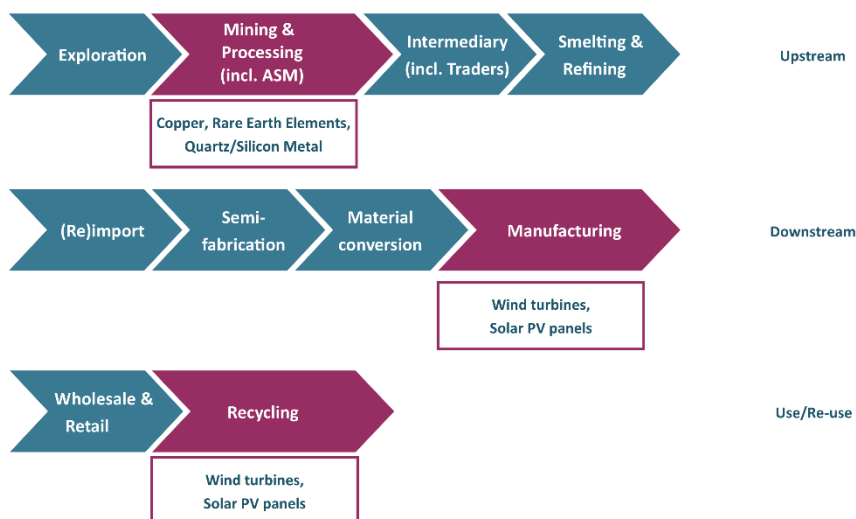 Exploration
Mining &
Processing
(incl. ASM)
Intermediary
(incl. Traders)
Smelting &
Refining
Upstream
Copper, Rare Earth Elements,
Quartz/Silicon Metal
(Re)import
Semi-
fabrication
Material
conversion
Manufacturing
Downstream
Wind turbines,
Solar PV panels
Wholesale &
Retail
Recycling
Use/Re-use
Wind turbines,
Solar PV panels